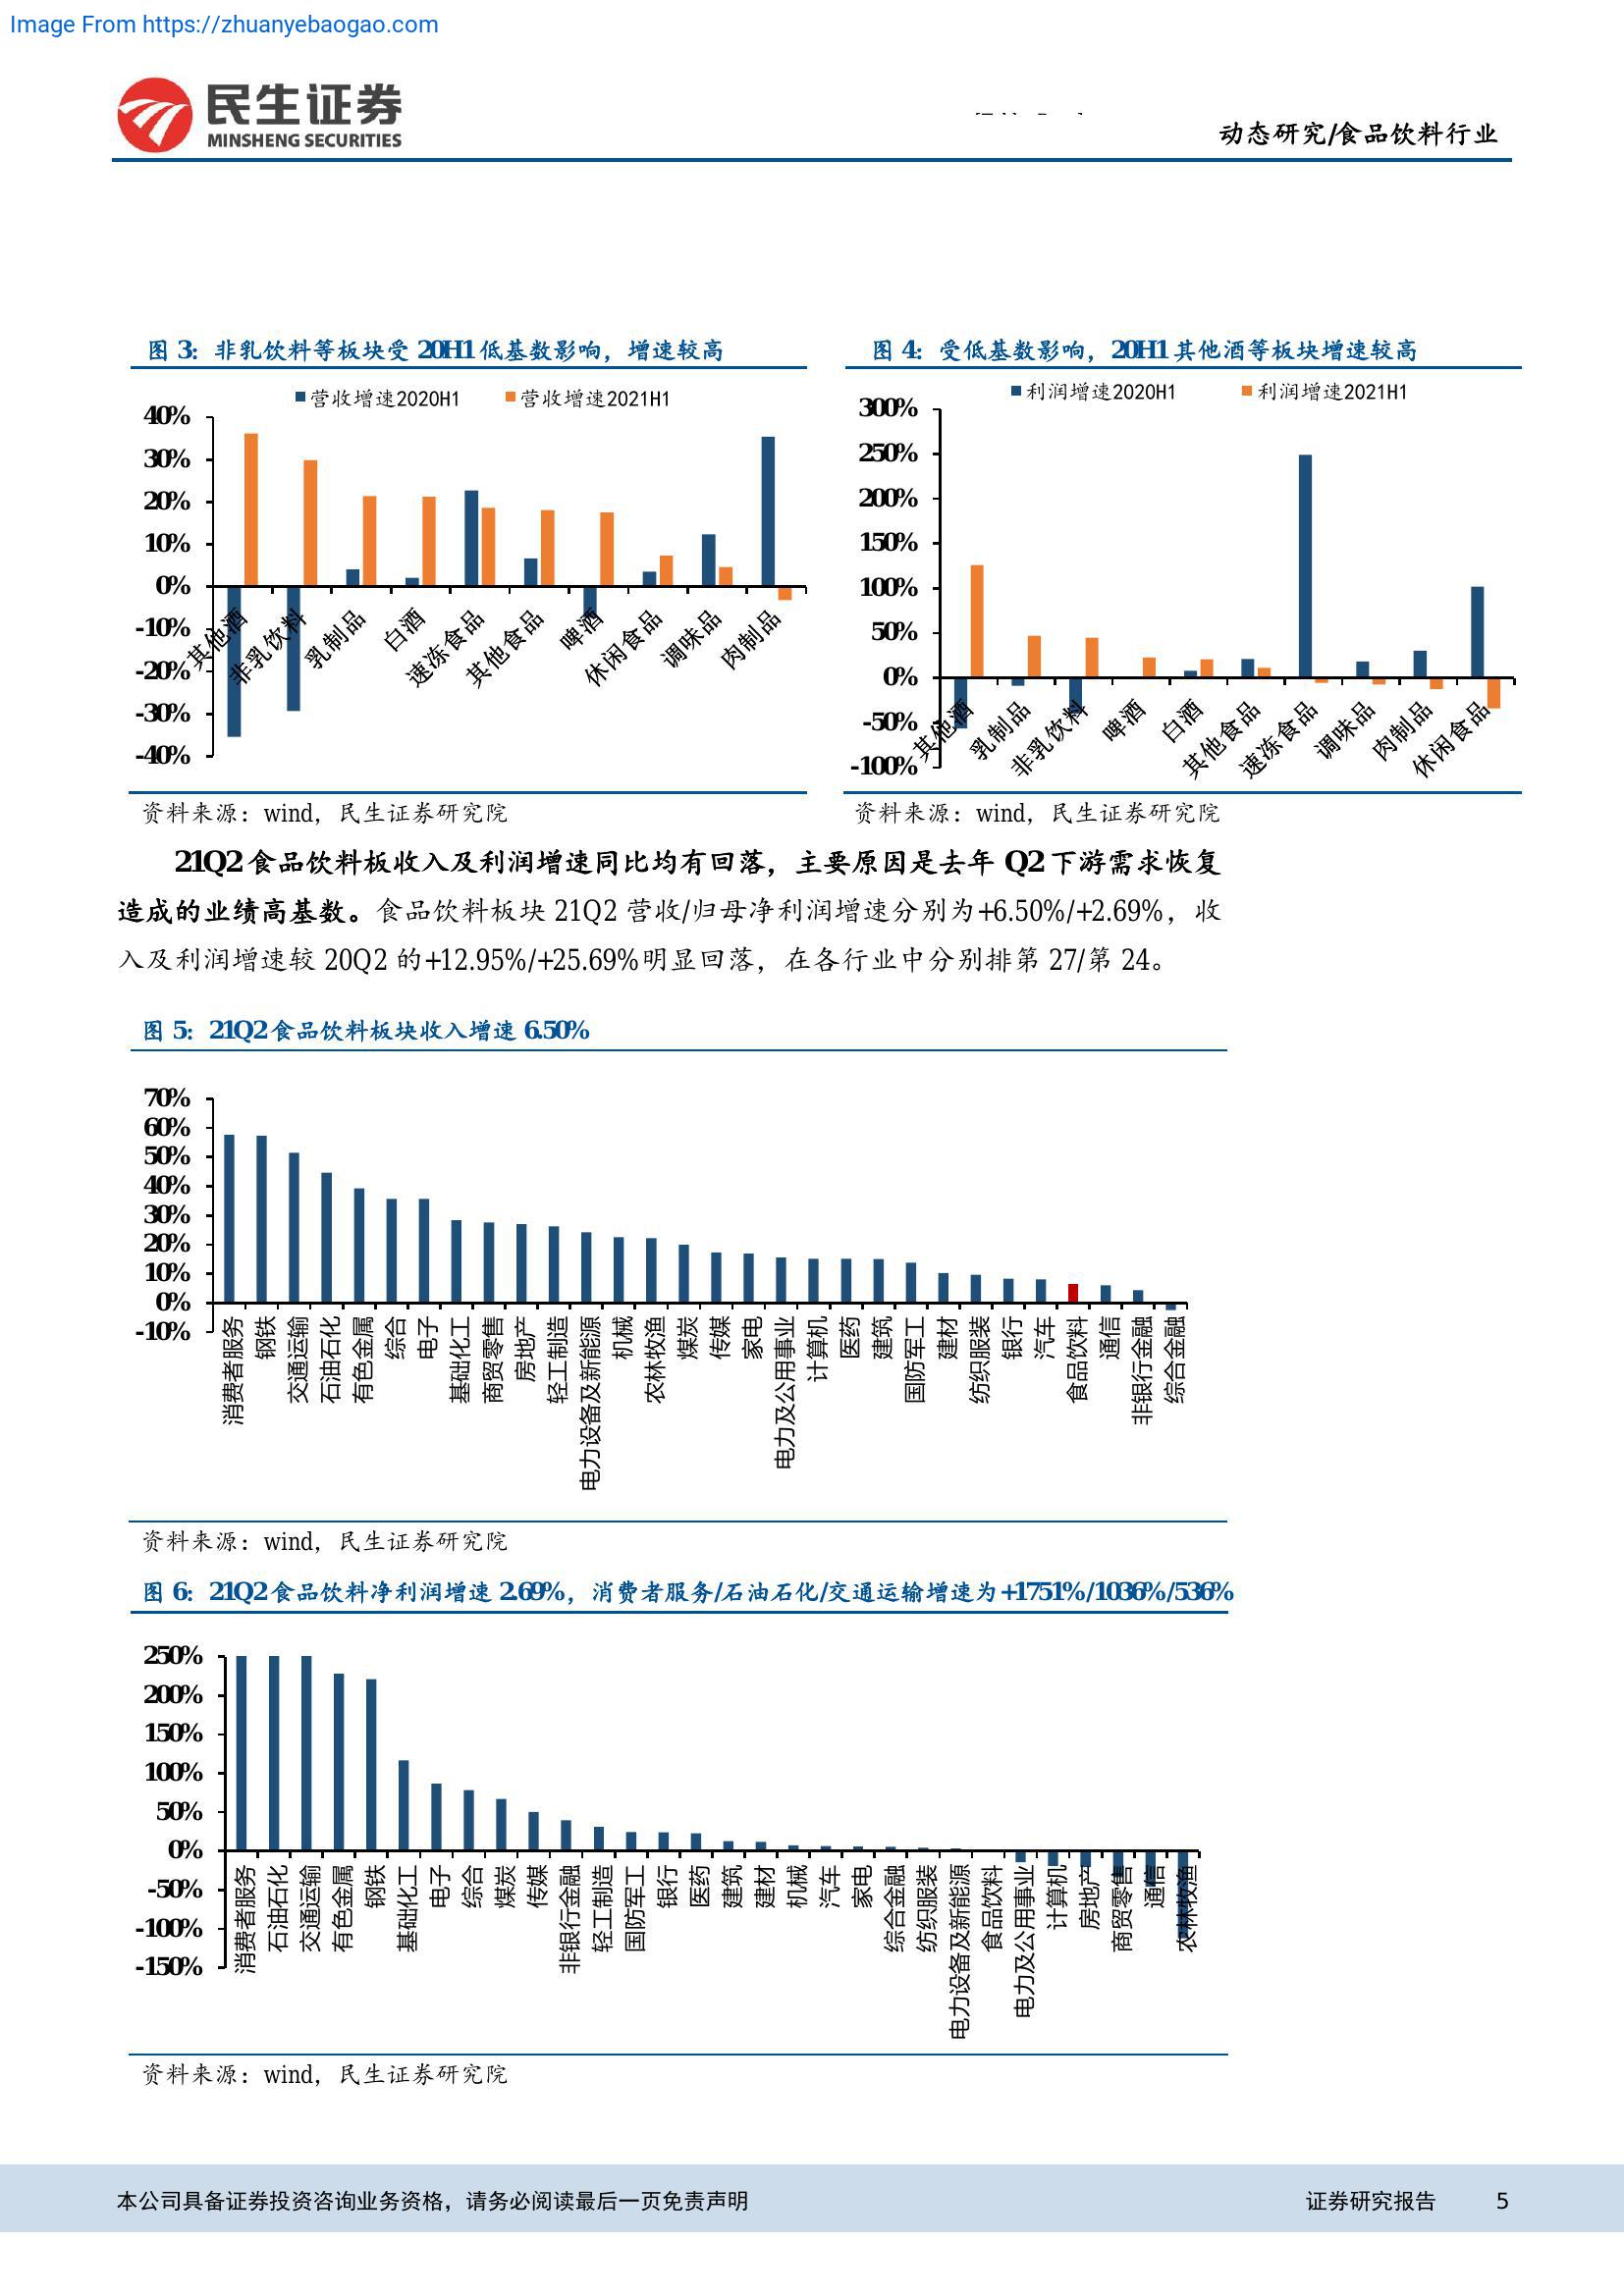 Image From https://zhuanyebaogao.com
民生证券
MINSHENG SECURITIES
动态研究/食品饮料行业
图 3：非乳饮料等板块受 20H1 低基数影响，增速较高
营收增速2020H1 营收增速2021H1
40%
30%
20%
10%
0%
-10%
-20%
-30%
-40%
其他酒 非乳饮料 乳制品 白酒 速冻食品 其他食品 啤酒 休闲食品 调味品 肉制品
资料来源：wind，民生证券研究院
图 4：受低基数影响，20H1 其他酒等板块增速较高
利润增速2020H1 利润增速2021H1
300%
250%
200%
150%
100%
50%
0%
-50%
-100%
其他酒 乳制品 非乳饮料 啤酒 白酒 其他食品 速冻食品 调味品 肉制品 休闲食品
资料来源：wind，民生证券研究院
21Q2 食品饮料板收入及利润增速同比均有回落，主要原因是去年 Q2 下游需求恢复
造成的业绩高基数。食品饮料板块 21Q2 营收/归母净利润增速分别为+6.50%/+2.69%，收
入及利润增速较 20Q2 的+12.95%/+25.69%明显回落，在各行业中分别排第 27/第 24。
图 5：21Q2 食品饮料板块收入增速 6.50%
70%
60%
50%
40%
30%
20%
10%
0%
-10%
消费者服务 钢铁 交通运输 石油石化 有色金属 综合 电子 基础化工 商贸零售 房地产 轻工制造 电力设备及新能源 机械 农林牧渔 煤炭 传媒 家电 电力及公用事业 计算机 医药 建筑 国防军工 建材 纺织服装 银行 汽车 食品饮料 通信 非银行金融 综合金融
资料来源：wind，民生证券研究院
图 6：21Q2 食品饮料净利润增速 2.69%，消费者服务/石油石化/交通运输增速为+1751%/1036%/536%
250%
200%
150%
100%
50%
0%
-50%
-100%
-150%
消费者服务 石油石化 交通运输 有色金属 钢铁 基础化工 电子 综合 煤炭 传媒 非银行金融 轻工制造 国防军工 银行 医药 建筑 建材 机械 汽车 家电 综合金融 纺织服装 电力设备及新能源 食品饮料 电力及公用事业 计算机 房地产 商贸零售 通信 农林牧渔
资料来源：wind，民生证券研究院
本公司具备证券投资咨询业务资格，请务必阅读最后一页免责声明 证券研究报告 5